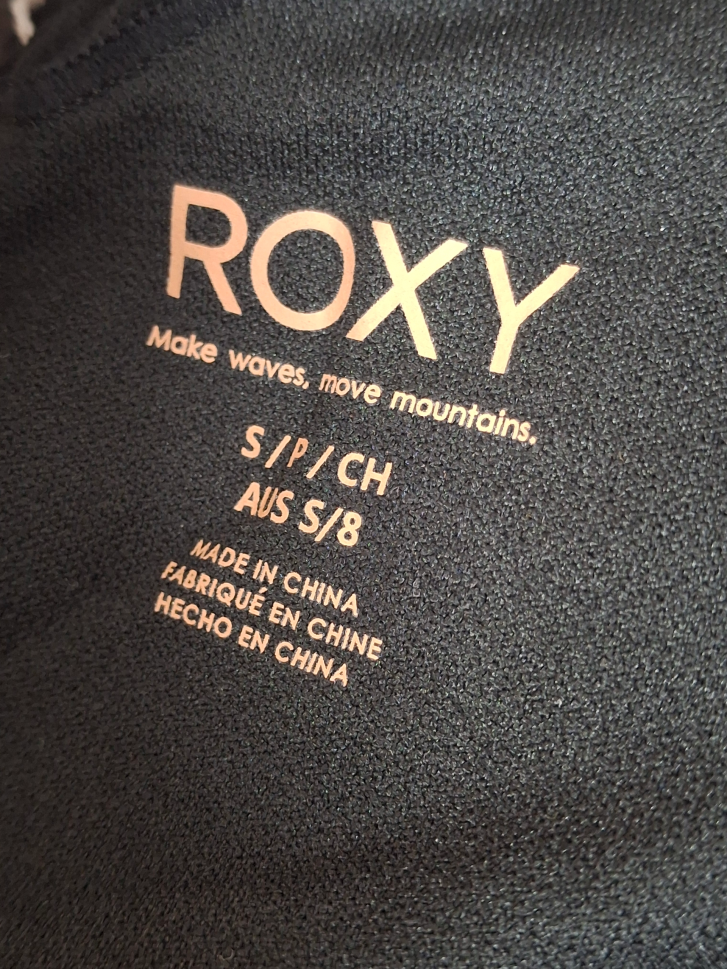 ROXY
Make waves, move mountains.
S/P/CH
AUS S/8
MADE IN CHINA
FABRIQUÉ EN CHINE
HECHO EN CHINA